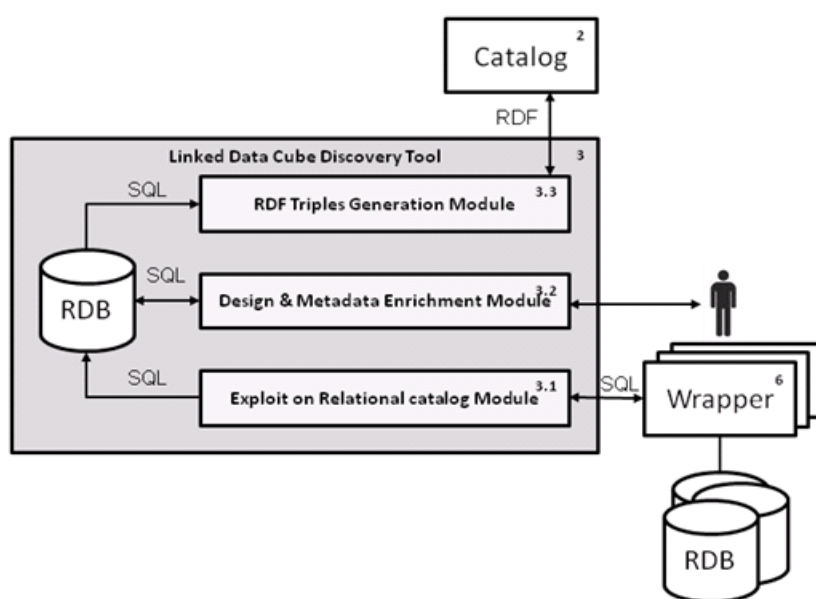 2
Catalog
RDF
Linked Data Cube Discovery Tool 3
SQL
3.3
RDF Triples Generation Module
SQL
3.2
Design & Metadata Enrichment Module
RDB
SQL
3.1
Exploit on Relational catalog Module
SQL
6
Wrapper
RDB